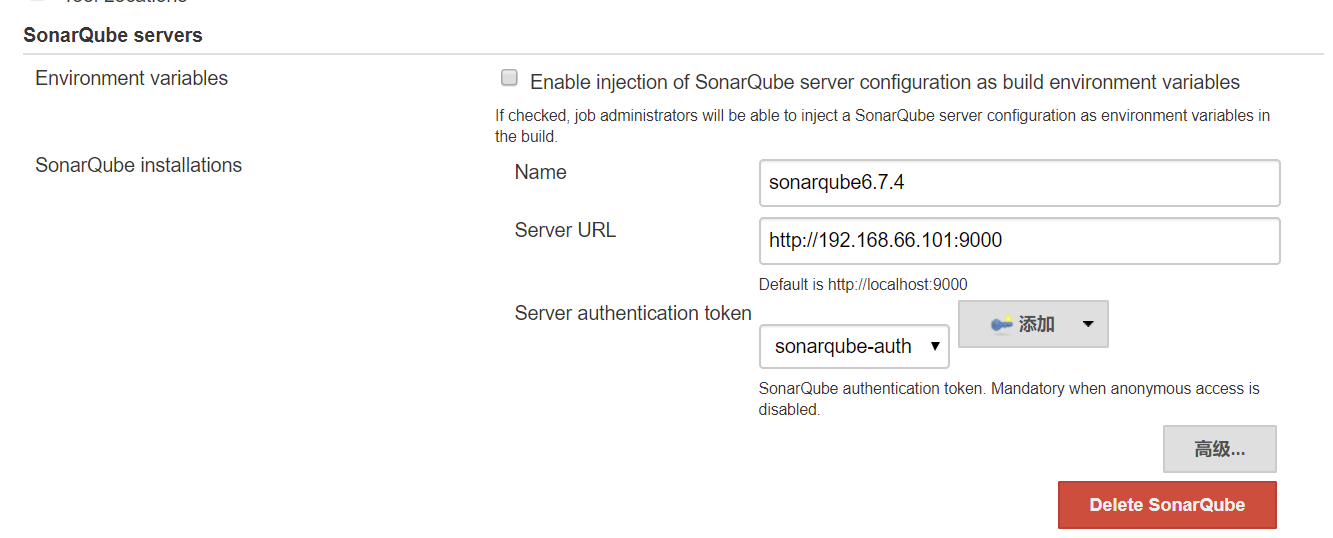 Tool Locations
SonarQube servers
Environment variables
Enable injection of SonarQube server configuration as build environment variables
If checked, job administrators will be able to inject a SonarQube server configuration as environment variables in
the build.
SonarQube installations
Name
sonarqube6.7.4
Server URL
http://192.168.66.101:9000
Default is http://localhost:9000
Server authentication token
sonarqube-auth
添加
SonarQube authentication token. Mandatory when anonymous access is
disabled.
高级...
Delete SonarQube